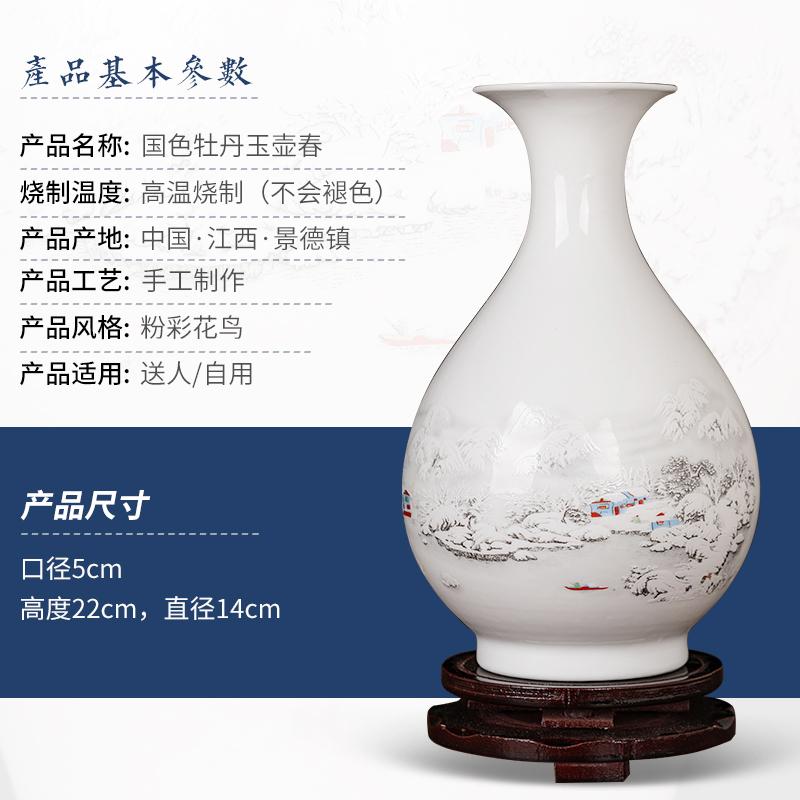 產品基本參數
产品名称: 国色牡丹玉壶春
烧制温度: 高温烧制（不会褪色）
产品产地: 中国·江西·景德镇
产品工艺: 手工制作
产品风格: 粉彩花鸟
产品适用: 送人/自用
产品尺寸
口径5cm
高度22cm，直径14cm